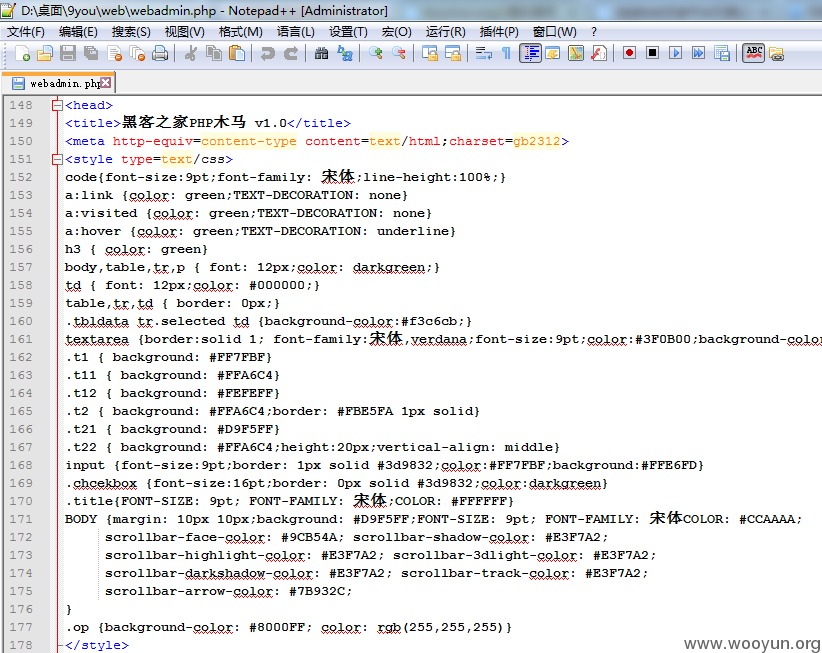 D:\桌面\9you\web\webadmin.php - Notepad++ [Administrator]
文件(F) 编辑(E) 搜索(S) 视图(V) 格式(M) 语言(L) 设置(T) 宏(O) 运行(R) 插件(P) 窗口(W) ?
webadmin.php
148 <head>
149 <title>黑客之家PHP木马 v1.0</title>
150 <meta http-equiv=content-type content=text/html;charset=gb2312>
151 <style type=text/css>
152 code{font-size:9pt;font-family: 宋体;line-height:100%;}
153 a:link {color: green;TEXT-DECORATION: none}
154 a:visited {color: green;TEXT-DECORATION: none}
155 a:hover {color: green;TEXT-DECORATION: underline}
156 h3 { color: green}
157 body,table,tr,p { font: 12px;color: darkgreen;}
158 td { font: 12px;color: #000000;}
159 table,tr,td { border: 0px;}
160 .tbldata tr.selected td {background-color:#f3c6cb;}
161 textarea {border:solid 1; font-family:宋体,verdana;font-size:9pt;color:#3F0B00;background-colo
162 .t1 { background: #FF7FBF}
163 .t11 { background: #FFA6C4}
164 .t12 { background: #FEFEFF}
165 .t2 { background: #FFA6C4;border: #FBE5FA 1px solid}
166 .t21 { background: #D9F5FF}
167 .t22 { background: #FFA6C4;height:20px;vertical-align: middle}
168 input {font-size:9pt;border: 1px solid #3d9832;color:#FF7FBF;background:#FFE6FD}
169 .chcekbox {font-size:16pt;border: 0px solid #3d9832;color:darkgreen}
170 .title{FONT-SIZE: 9pt; FONT-FAMILY: 宋体;COLOR: #FFFFFF}
171 BODY {margin: 10px 10px;background: #D9F5FF;FONT-SIZE: 9pt; FONT-FAMILY: 宋体COLOR: #CCAAAA;
172 scrollbar-face-color: #9CB54A; scrollbar-shadow-color: #E3F7A2;
173 scrollbar-highlight-color: #E3F7A2; scrollbar-3dlight-color: #E3F7A2;
174 scrollbar-darkshadow-color: #E3F7A2; scrollbar-track-color: #E3F7A2;
175 scrollbar-arrow-color: #7B932C;
176 }
177 .op {background-color: #8000FF; color: rgb(255,255,255)}
178 </style>
www.wooyun.org